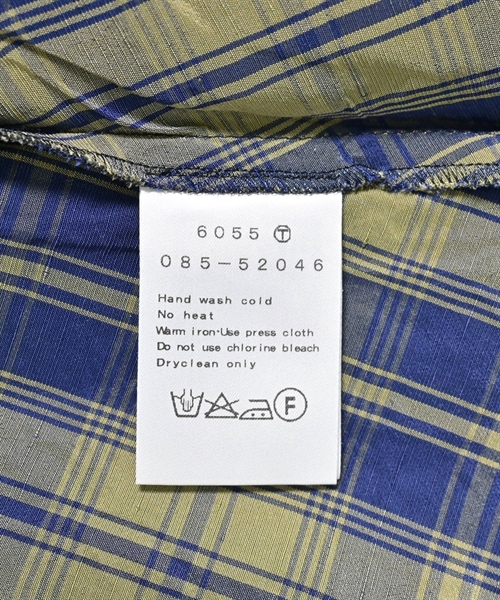 6055 Ⓣ
085-52046
Hand wash cold
No heat
Warm iron·Use press cloth
Do not use chlorine bleach
Dryclean only
Ⓕ